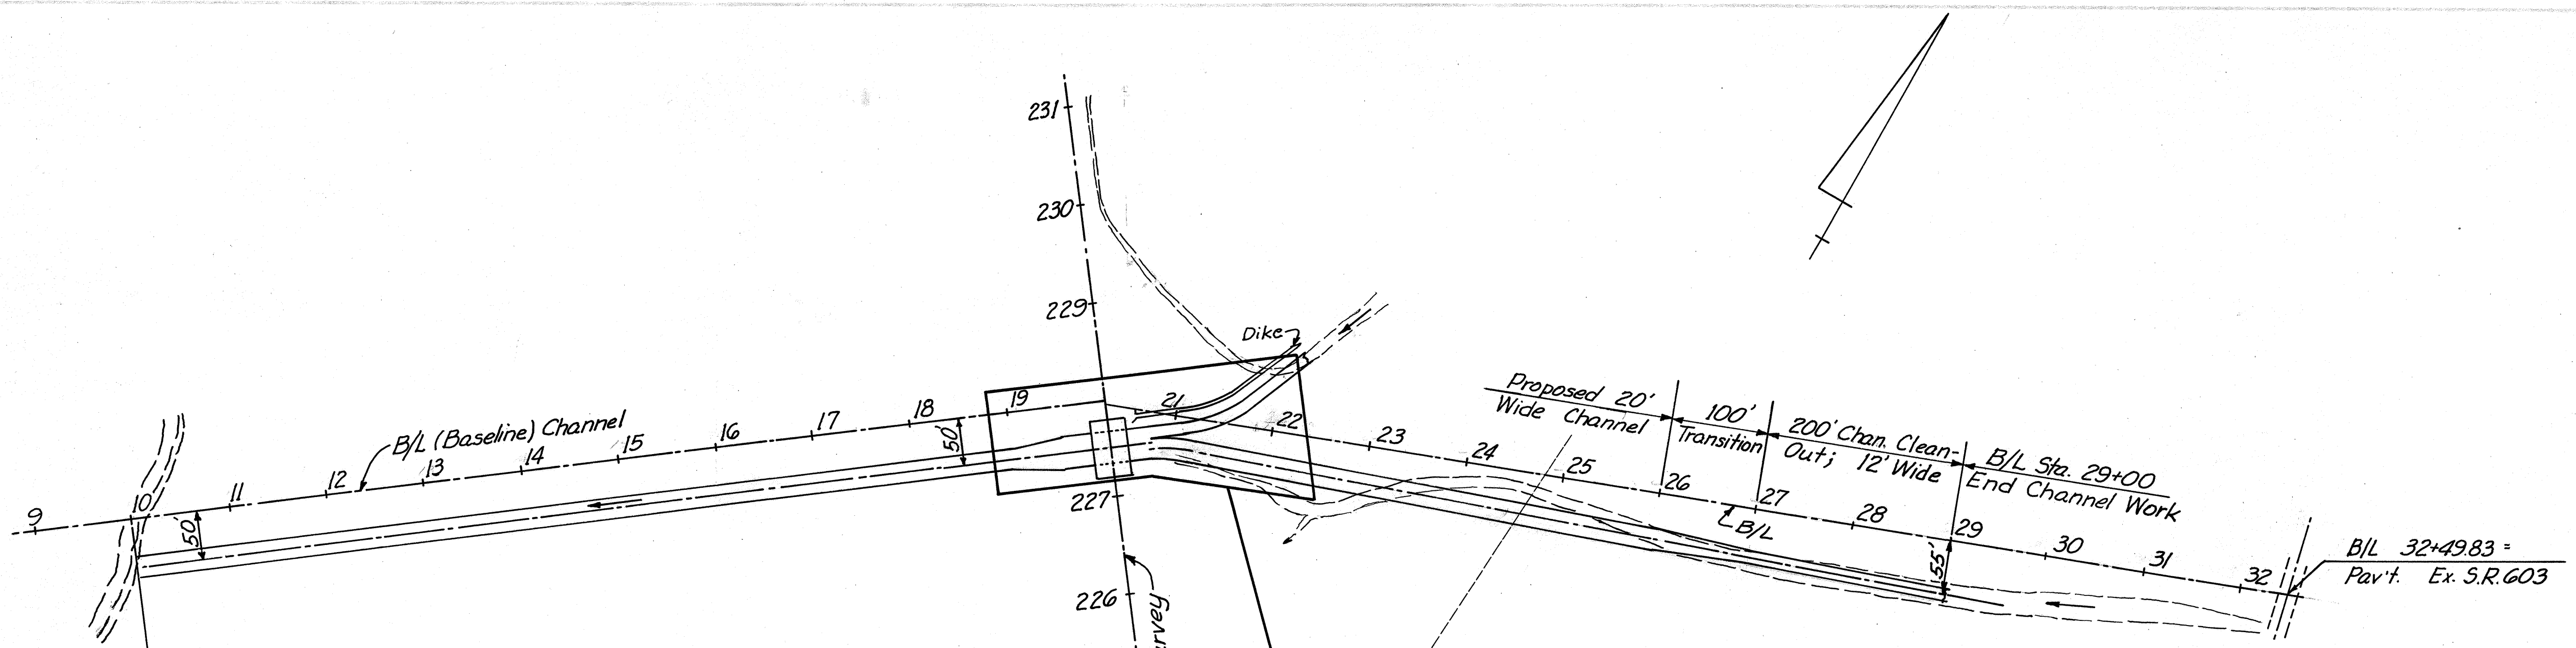 231
230
229
Dike
Proposed 20'
Wide Channel
100'
Transition
200' Chan. Clean-
Out; 12' Wide
B/L Sta. 29+00
End Channel Work
B/L (Baseline) Channel
9
10
11
12
13
14
15
16
17
18
19
21
22
23
24
25
26
27
28
29
30
31
32
50'
50'
55'
B/L
B/L 32+49.83 =
Pav't. Ex. S.R. 603
227
226